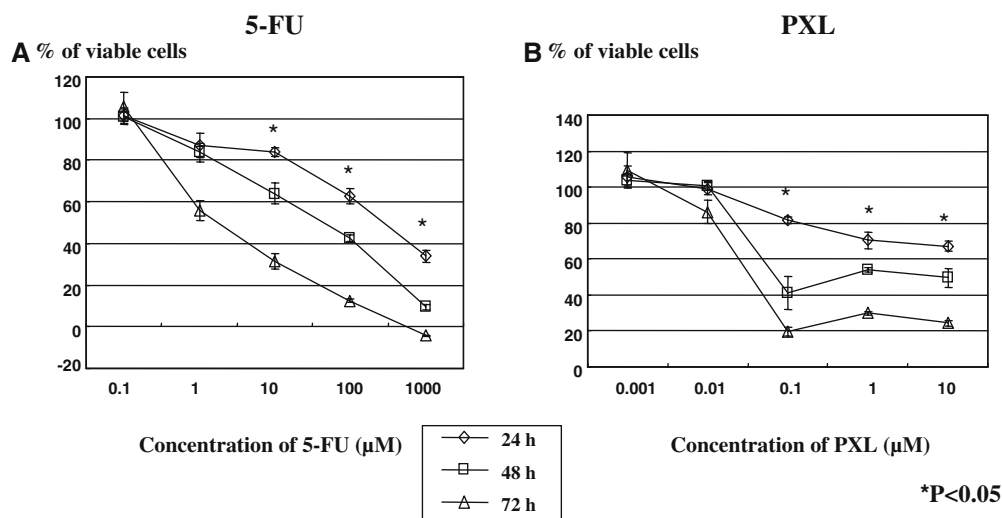 5-FU
PXL
A % of viable cells
B % of viable cells
120
100
80
60
40
20
0
-20
0.1 1 10 100 1000
Concentration of 5-FU (µM)
140
120
100
80
60
40
20
0
0.001 0.01 0.1 1 10
Concentration of PXL (µM)
* * *
* * *
24 h
48 h
72 h
*P<0.05